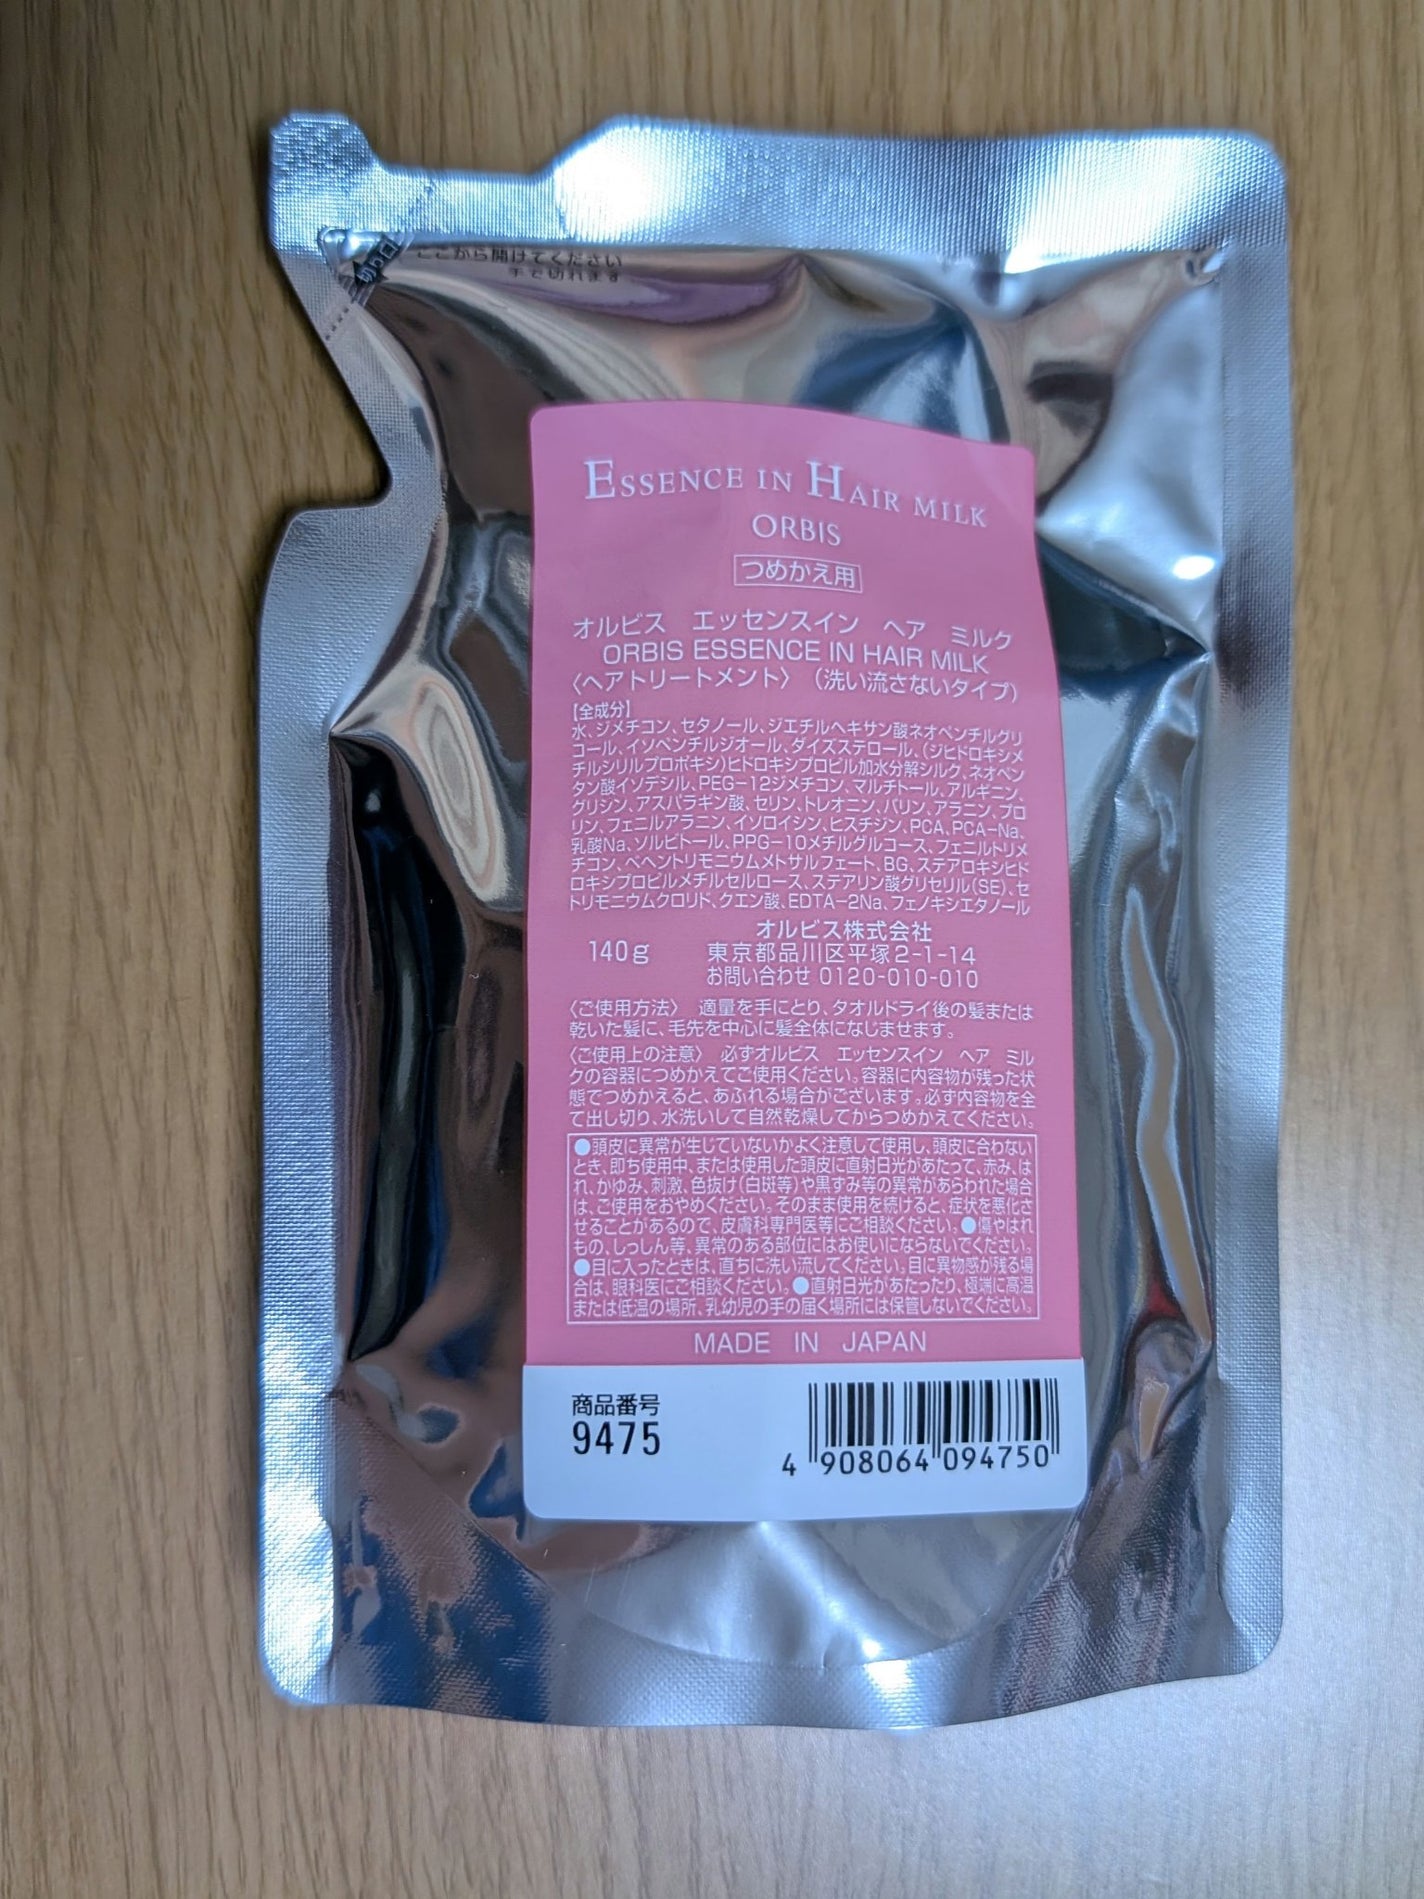 切り口
ここから開けてください
手で切れます
ESSENCE IN HAIR MILK
ORBIS
つめかえ用
オルビス エッセンスイン ヘア ミルク
ORBIS ESSENCE IN HAIR MILK
〈ヘアトリートメント〉（洗い流さないタイプ）
【全成分】
水、ジメチコン、セタノール、ジエチルヘキサン酸ネオペンチルグリ
コール、イソペンチルジオール、ダイズステロール、(ジヒドロキシメ
チルシリルプロポキシ)ヒドロキシプロピル加水分解シルク、ネオペン
タン酸イソデシル、PEG-12ジメチコン、マルチトール、アルギニン、
グリシン、アスパラギン酸、セリン、トレオニン、バリン、アラニン、プロ
リン、フェニルアラニン、イソロイシン、ヒスチジン、PCA、PCA-Na、
乳酸Na、ソルビトール、PPG-10メチルグルコース、フェニルトリメ
チコン、ベヘントリモニウムメトサルフェート、BG、ステアロキシヒド
ロキシプロピルメチルセルロース、ステアリン酸グリセリル(SE)、セ
トリモニウムクロリド、クエン酸、EDTA-2Na、フェノキシエタノール
オルビス株式会社
140g 東京都品川区平塚2-1-14
お問い合わせ 0120-010-010
〈ご使用方法〉 適量を手にとり、タオルドライ後の髪または
乾いた髪に、毛先を中心に髪全体になじませます。
〈ご使用上の注意〉 必ずオルビス エッセンスイン ヘア ミル
クの容器につめかえてご使用ください。容器に内容物が残った状
態でつめかえると、あふれる場合がございます。必ず内容物を全
て出し切り、水洗いして自然乾燥してからつめかえてください。
●頭皮に異常が生じていないかよく注意して使用し、頭皮に合わない
とき、即ち使用中、または使用した頭皮に直射日光があたって、赤み、は
れ、かゆみ、刺激、色抜け(白斑等)や黒ずみ等の異常があらわれた場合
は、ご使用をおやめください。そのまま使用を続けると、症状を悪化さ
せることがあるので、皮膚科専門医等にご相談ください。●傷やはれ
もの、しっしん等、異常のある部位にはお使いにならないでください。
●目に入ったときは、直ちに洗い流してください。目に異物感が残る場
合は、眼科医にご相談ください。●直射日光があたったり、極端に高温
または低温の場所、乳幼児の手の届く場所には保管しないでください。
MADE IN JAPAN
商品番号
9475
4 908064 094750